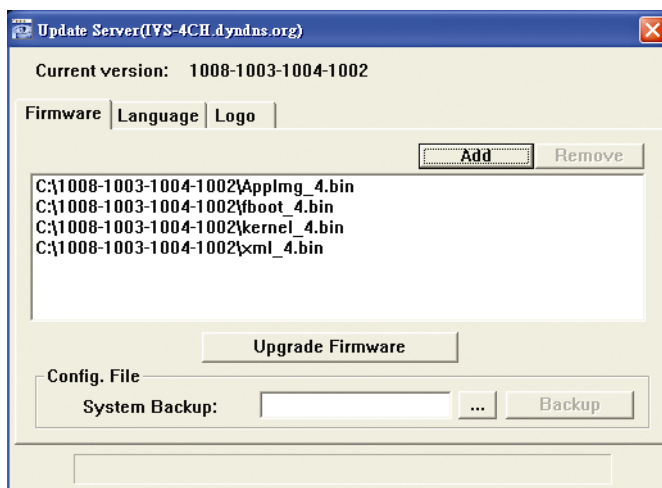 Update Server(IVS-4CH.dyndns.org)
Current version: 1008-1003-1004-1002
Firmware Language Logo
Add Remove
C:\1008-1003-1004-1002\AppImg_4.bin
C:\1008-1003-1004-1002\fboot_4.bin
C:\1008-1003-1004-1002\kernel_4.bin
C:\1008-1003-1004-1002\xml_4.bin
Upgrade Firmware
Config. File
System Backup: ... Backup